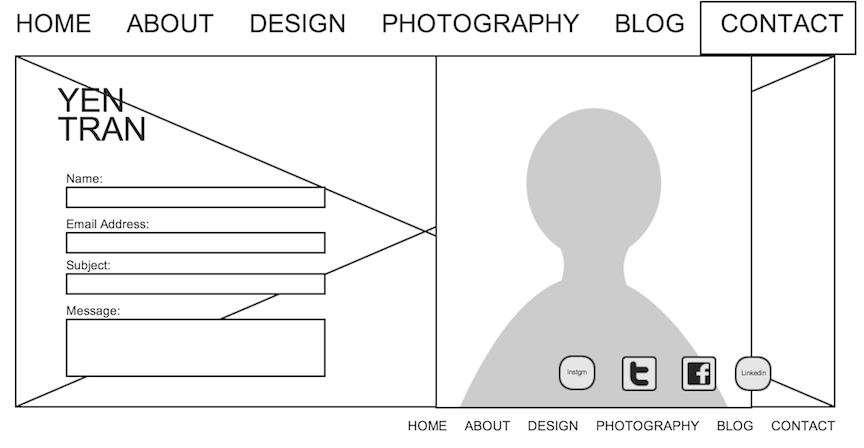 HOME ABOUT DESIGN PHOTOGRAPHY BLOG CONTACT
YEN
TRAN
Name:
Email Address:
Subject:
Message:
Instgm t f Linkedin
HOME ABOUT DESIGN PHOTOGRAPHY BLOG CONTACT